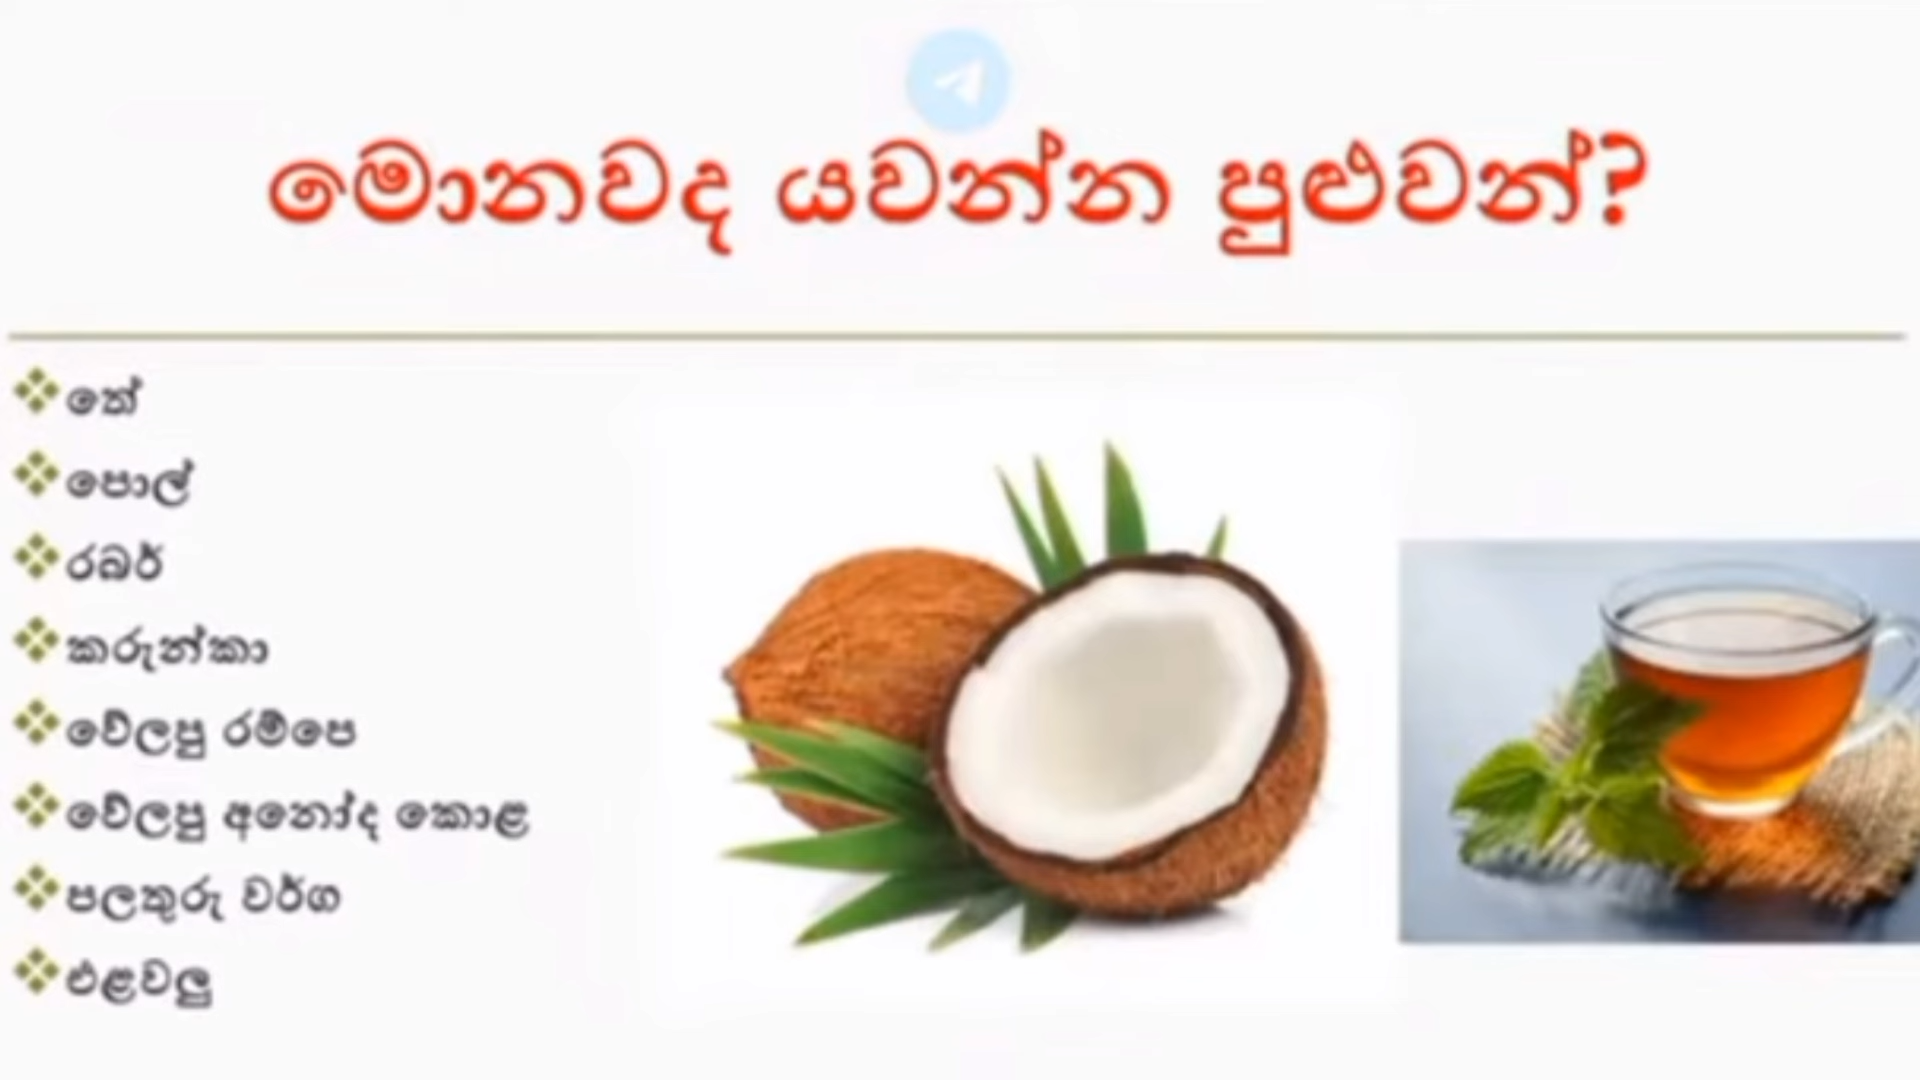 මොනවද යවන්න පුළුවන්?
තේ
පොල්
රබර්
කරුන්කා
වේලපු රම්පෙ
වේලපු අනෝද කොළ
පලතුරු වර්ග
එළවලු